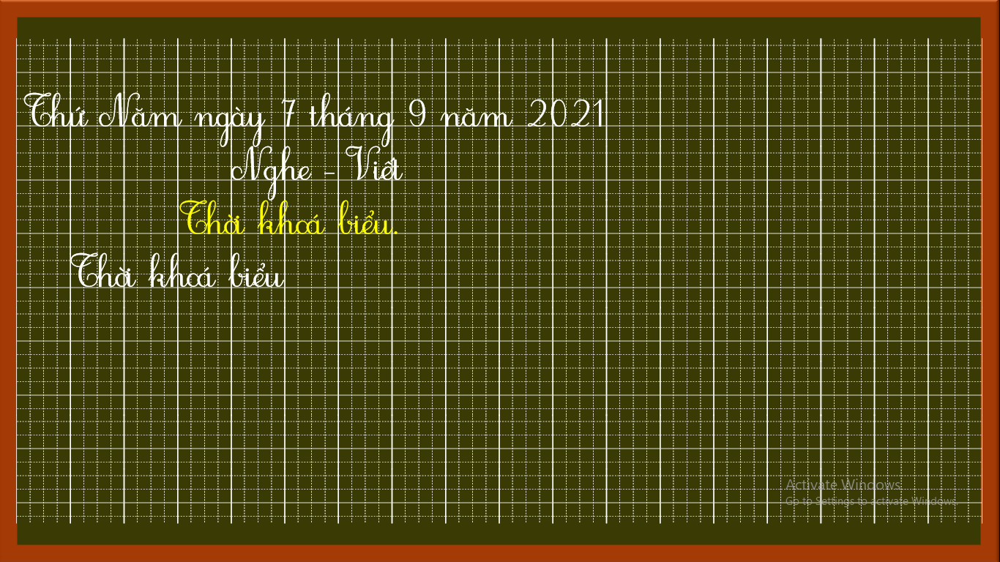 Thứ Năm ngày 7 tháng 9 năm 2021
Nghe - Viết
Thời khoá biểu.
Thời khoá biểu
Activate Windows
Go to Settings to activate Windows.